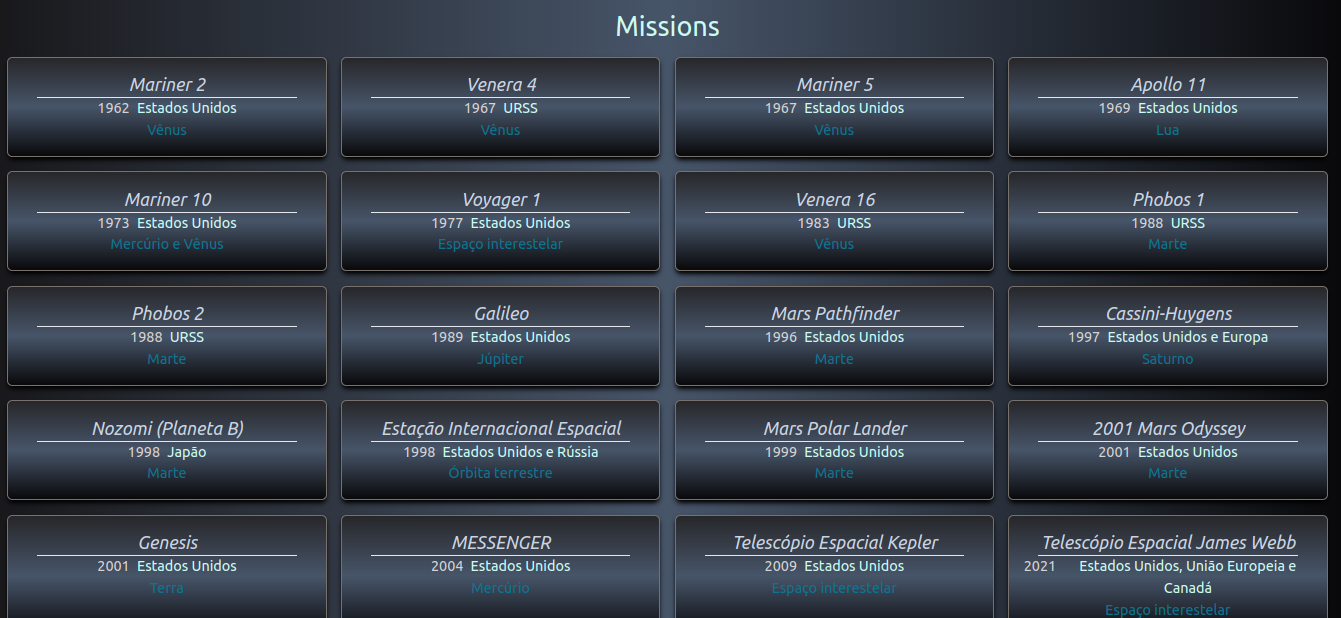 Missions
Mariner 2
1962 Estados Unidos
Vênus
Venera 4
1967 URSS
Vênus
Mariner 5
1967 Estados Unidos
Vênus
Apollo 11
1969 Estados Unidos
Lua
Mariner 10
1973 Estados Unidos
Mercúrio e Vênus
Voyager 1
1977 Estados Unidos
Espaço interestelar
Venera 16
1983 URSS
Vênus
Phobos 1
1988 URSS
Marte
Phobos 2
1988 URSS
Marte
Galileo
1989 Estados Unidos
Júpiter
Mars Pathfinder
1996 Estados Unidos
Marte
Cassini-Huygens
1997 Estados Unidos e Europa
Saturno
Nozomi (Planeta B)
1998 Japão
Marte
Estação Internacional Espacial
1998 Estados Unidos e Rússia
Órbita terrestre
Mars Polar Lander
1999 Estados Unidos
Marte
2001 Mars Odyssey
2001 Estados Unidos
Marte
Genesis
2001 Estados Unidos
Terra
MESSENGER
2004 Estados Unidos
Mercúrio
Telescópio Espacial Kepler
2009 Estados Unidos
Espaço interestelar
Telescópio Espacial James Webb
2021 Estados Unidos, União Europeia e
Canadá
Espaço interestelar